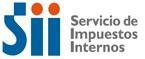 Sii
Servicio de
Impuestos
Internos